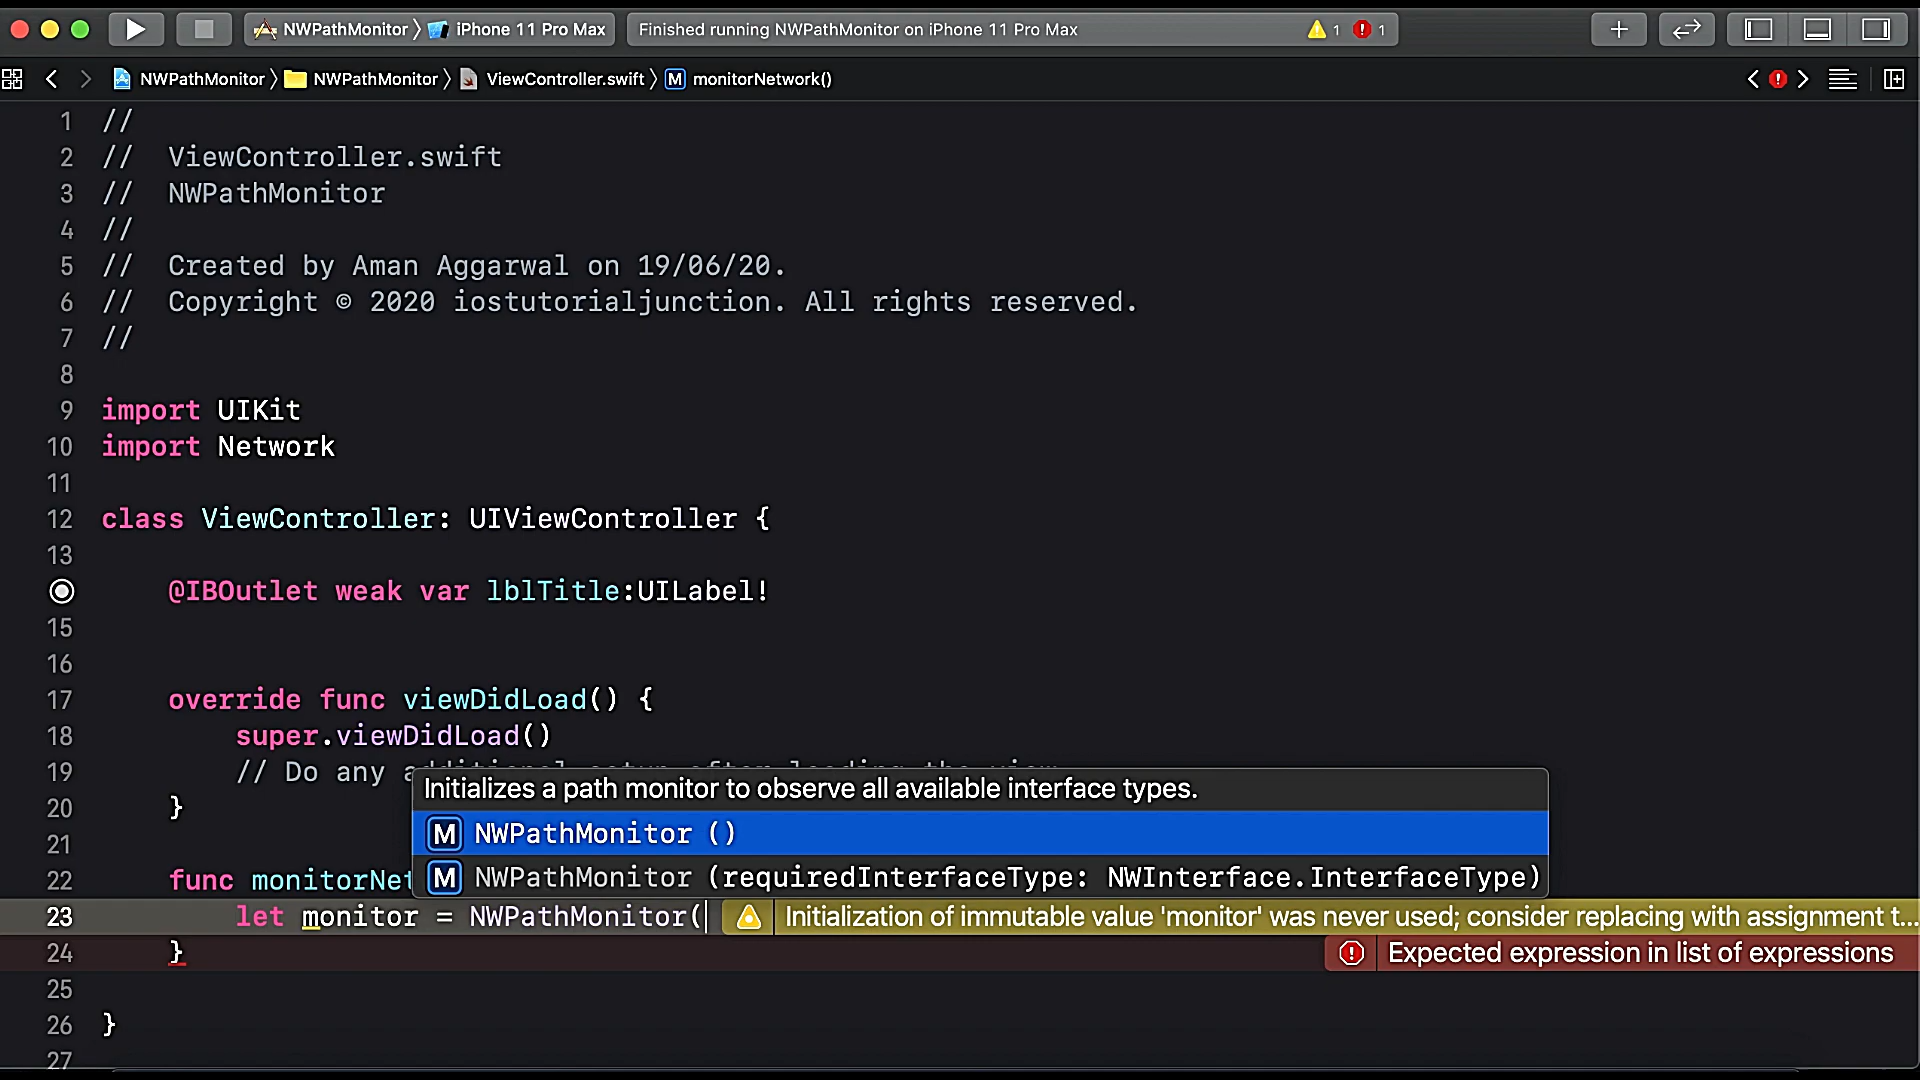 NWPathMonitor 〉 iPhone 11 Pro Max
Finished running NWPathMonitor on iPhone 11 Pro Max
1
1
NWPathMonitor 〉 NWPathMonitor 〉 ViewController.swift 〉 M monitorNetwork()
1 //
2 //  ViewController.swift
3 //  NWPathMonitor
4 //
5 //  Created by Aman Aggarwal on 19/06/20.
6 //  Copyright © 2020 iostutorialjunction. All rights reserved.
7 //
8
9 import UIKit
10 import Network
11
12 class ViewController: UIViewController {
13
@IBOutlet weak var lblTitle:UILabel!
15
16
17 override func viewDidLoad() {
18 super.viewDidLoad()
19 // Do any additional setup after loading the view
20 }
Initializes a path monitor to observe all available interface types.
M NWPathMonitor ()
M NWPathMonitor (requiredInterfaceType: NWInterface.InterfaceType)
21
22 func monitorNet
23 let monitor = NWPathMonitor( Initialization of immutable value 'monitor' was never used; consider replacing with assignment t...
24 } Expected expression in list of expressions
25
26 }
27